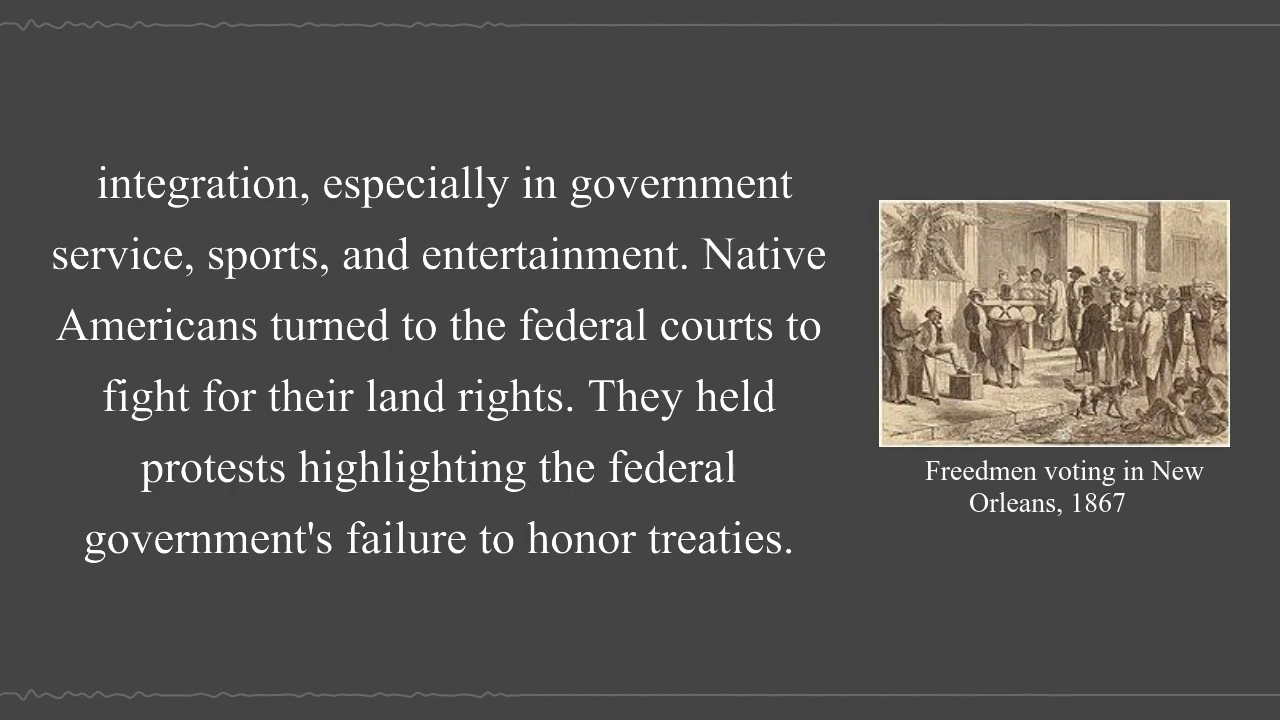 integration, especially in government
service, sports, and entertainment. Native
Americans turned to the federal courts to
fight for their land rights. They held
protests highlighting the federal
government's failure to honor treaties.
Freedmen voting in New
Orleans, 1867